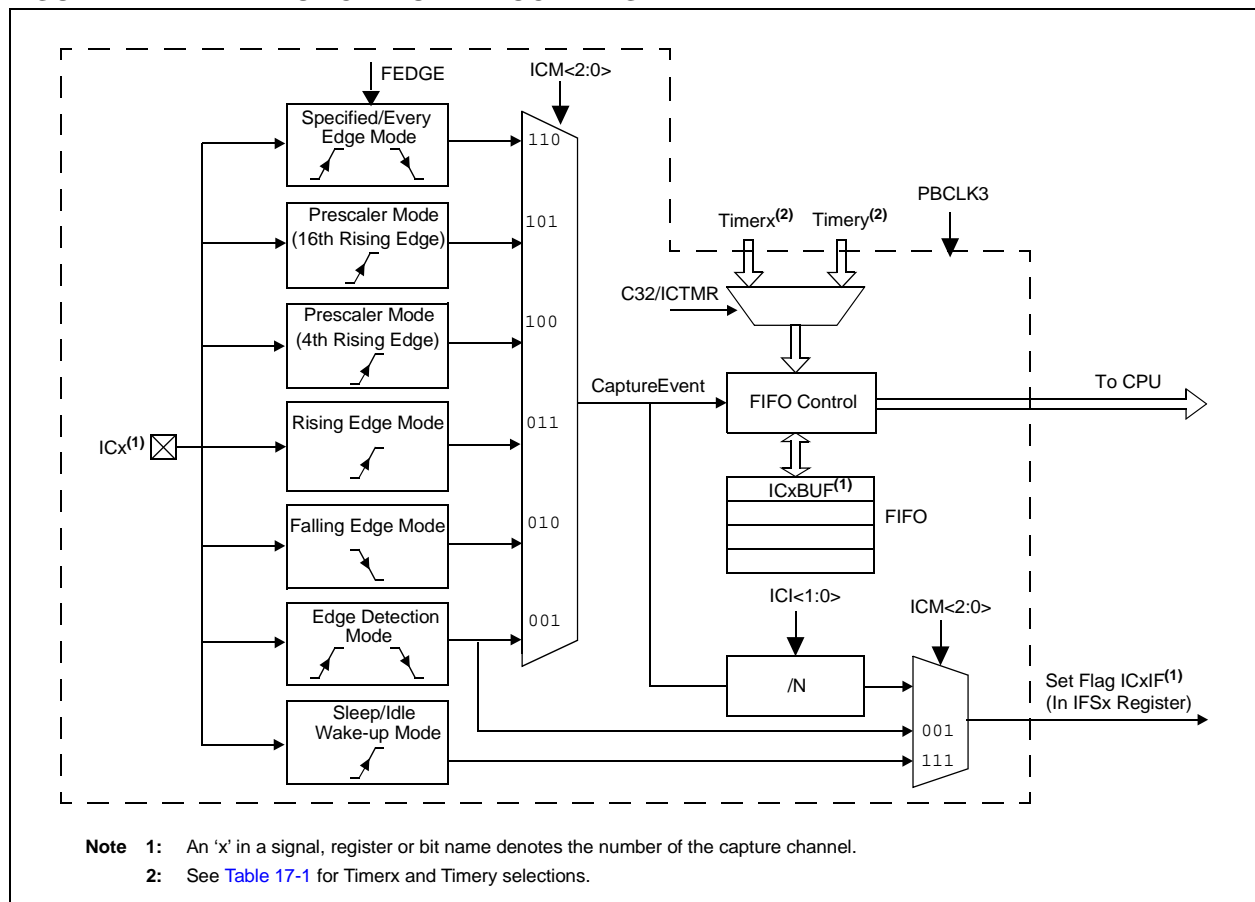 FEDGE
ICM<2:0>
Specified/Every
Edge Mode
110
PBCLK3
Prescaler Mode
(16th Rising Edge)
101
Timerx(2)
Timery(2)
C32/ICTMR
Prescaler Mode
(4th Rising Edge)
100
CaptureEvent
FIFO Control
To CPU
ICx(1)
Rising Edge Mode
011
ICxBUF(1)
FIFO
Falling Edge Mode
010
ICI<1:0>
ICM<2:0>
Edge Detection
Mode
001
/N
Set Flag ICxIF(1)
(In IFSx Register)
Sleep/Idle
Wake-up Mode
001
111
Note 1: An ‘x’ in a signal, register or bit name denotes the number of the capture channel.
2: See Table 17-1 for Timerx and Timery selections.